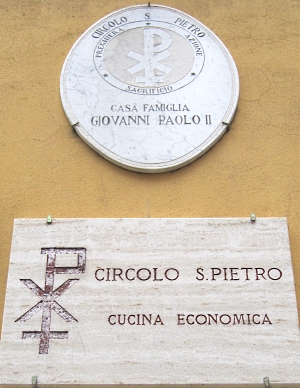 CIRCOLO S. PIETRO
PREGHIERA AZIONE
SACRIFICIO
CASA FAMIGLIA
GIOVANNI PAOLO II
CIRCOLO S.PIETRO
CUCINA ECONOMICA